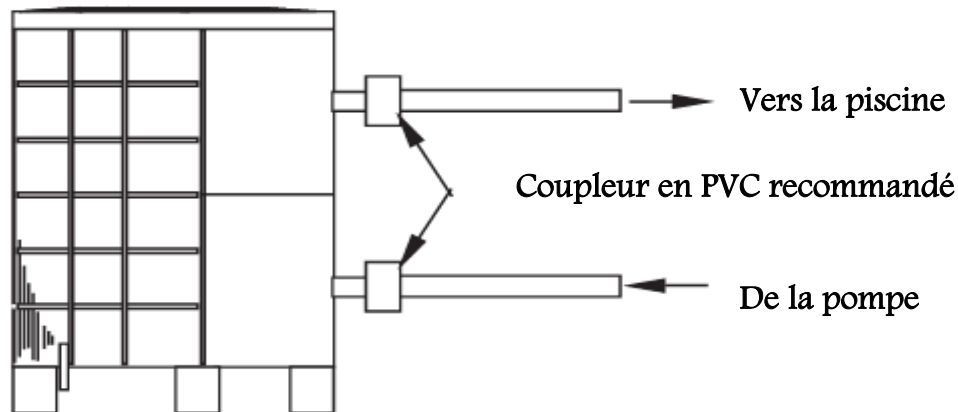 Vers la piscine
Coupleur en PVC recommandé
De la pompe